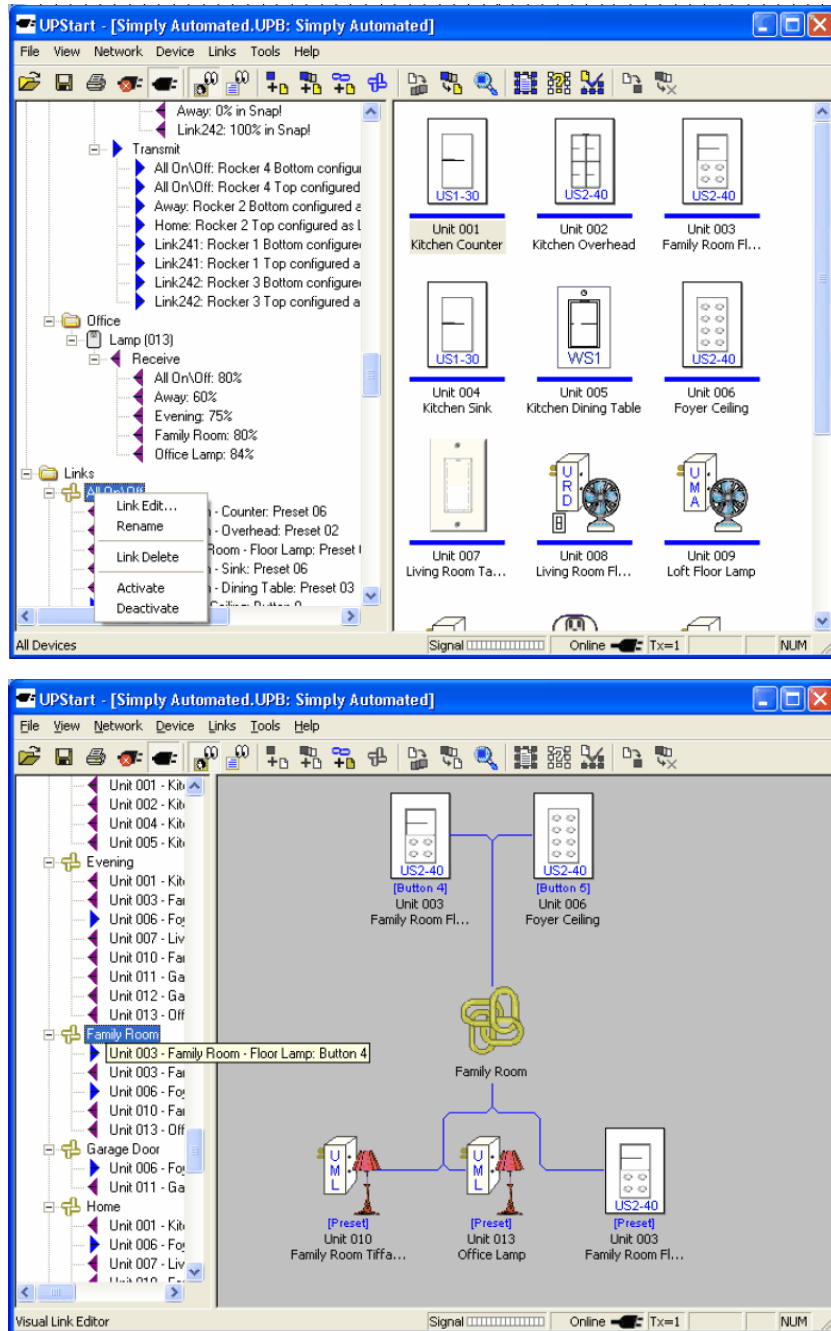 UPStart - [Simply Automated.UPB: Simply Automated]
File View Network Device Links Tools Help
Away: 0% in Snap!
Link242: 100% in Snap!
Transmit
All On\Off: Rocker 4 Bottom configur
All On\Off: Rocker 4 Top configured
Away: Rocker 2 Bottom configured a
Home: Rocker 2 Top configured as L
Link241: Rocker 1 Bottom configure
Link241: Rocker 1 Top configured a
Link242: Rocker 3 Bottom configure
Link242: Rocker 3 Top configured a
Office
Lamp (013)
Receive
All On\Off: 80%
Away: 60%
Evening: 75%
Family Room: 80%
Office Lamp: 84%
Links
All On\Off
- Counter: Preset 06
- Overhead: Preset 02
Room - Floor Lamp: Preset
- Sink: Preset 06
- Dining Table: Preset 03
Link Edit...
Rename
Link Delete
Activate
Deactivate
US1-30
Unit 001
Kitchen Counter
US2-40
Unit 002
Kitchen Overhead
US2-40
Unit 003
Family Room Fl...
US1-30
Unit 004
Kitchen Sink
WS1
Unit 005
Kitchen Dining Table
US2-40
Unit 006
Foyer Ceiling
Unit 007
Living Room Ta...
URD
Unit 008
Living Room Fl...
UMA
Unit 009
Loft Floor Lamp
All Devices Signal Online Tx=1 NUM
UPStart - [Simply Automated.UPB: Simply Automated]
File View Network Device Links Tools Help
Unit 001 - Kit
Unit 002 - Kit
Unit 004 - Kit
Unit 005 - Kit
Evening
Unit 001 - Kit
Unit 003 - Fa
Unit 006 - Fo
Unit 007 - Liv
Unit 010 - Fa
Unit 011 - Ga
Unit 012 - Ga
Unit 013 - Off
Family Room
Unit 003 - Family Room - Floor Lamp: Button 4
Unit 003 - Fa
Unit 006 - Fo
Unit 010 - Fa
Unit 013 - Off
Garage Door
Unit 006 - Fo
Unit 011 - Ga
Home
Unit 001 - Kit
Unit 006 - Fo
Unit 007 - Liv
US2-40
[Button 4]
Unit 003
Family Room Fl...
US2-40
[Button 5]
Unit 006
Foyer Ceiling
Family Room
UML
[Preset]
Unit 010
Family Room Tiffa...
UML
[Preset]
Unit 013
Office Lamp
US2-40
[Preset]
Unit 003
Family Room Fl...
Visual Link Editor Signal Online Tx=1 NUM